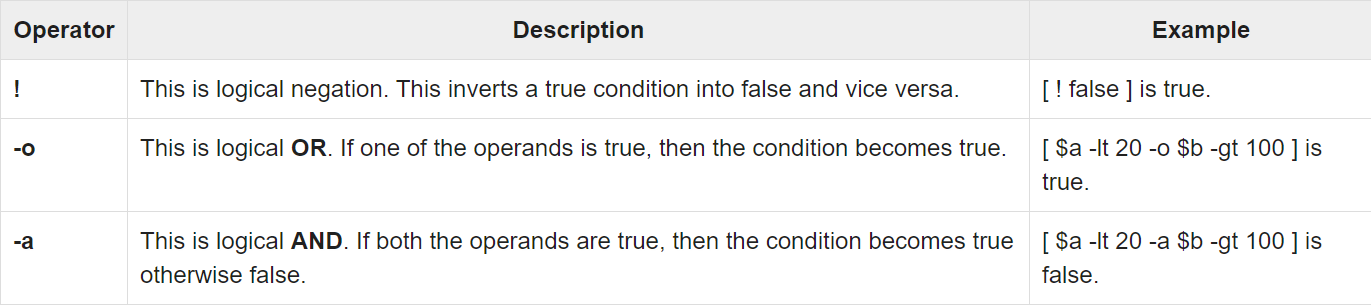 Operator Description Example
! This is logical negation. This inverts a true condition into false and vice versa. [ ! false ] is true.
-o This is logical OR. If one of the operands is true, then the condition becomes true. [ $a -lt 20 -o $b -gt 100 ] is
true.
-a This is logical AND. If both the operands are true, then the condition becomes true [ $a -lt 20 -a $b -gt 100 ] is
otherwise false. false.